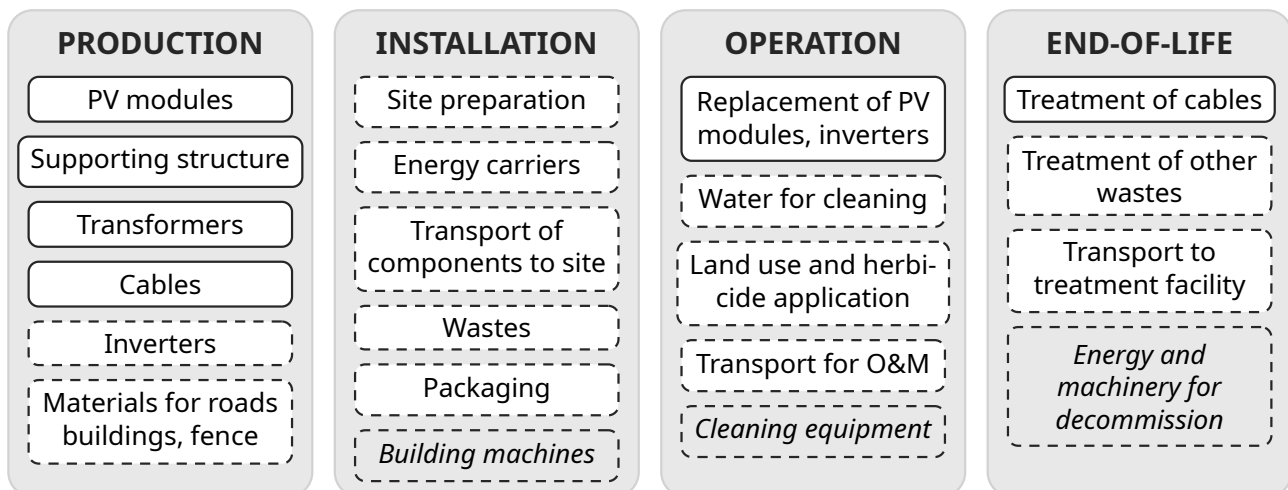 PRODUCTION
PV modules
Supporting structure
Transformers
Cables
Inverters
Materials for roads
buildings, fence
INSTALLATION
Site preparation
Energy carriers
Transport of
components to site
Wastes
Packaging
Building machines
OPERATION
Replacement of PV
modules, inverters
Water for cleaning
Land use and herbi-
cide application
Transport for O&M
Cleaning equipment
END-OF-LIFE
Treatment of cables
Treatment of other
wastes
Transport to
treatment facility
Energy and
machinery for
decommission